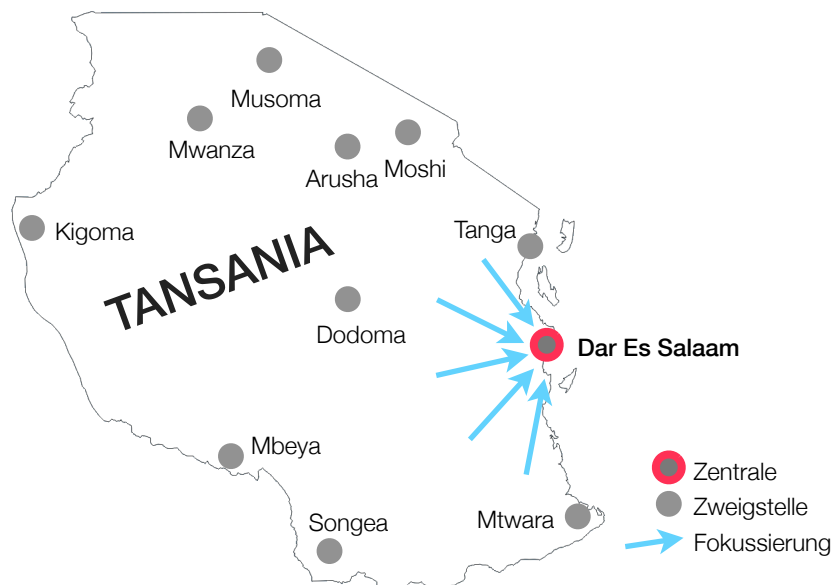 Musoma
Mwanza
Arusha
Moshi
Kigoma
Tanga
TANSANIA
Dodoma
Dar Es Salaam
Mbeya
Songea
Mtwara
Zentrale
Zweigstelle
Fokussierung